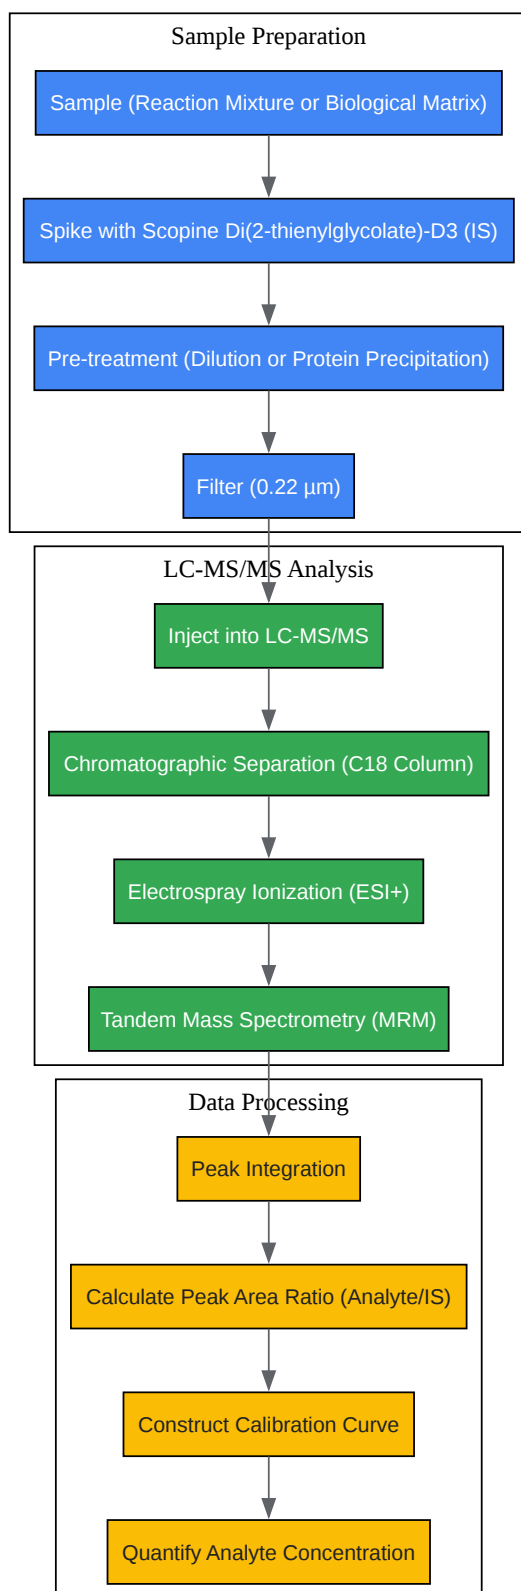 Sample Preparation
Sample (Reaction Mixture or Biological Matrix)
Spike with Scopine Di(2-thienylglycolate)-D3 (IS)
Pre-treatment (Dilution or Protein Precipitation)
Filter (0.22 µm)
LC-MS/MS Analysis
Inject into LC-MS/MS
Chromatographic Separation (C18 Column)
Electrospray Ionization (ESI+)
Tandem Mass Spectrometry (MRM)
Data Processing
Peak Integration
Calculate Peak Area Ratio (Analyte/IS)
Construct Calibration Curve
Quantify Analyte Concentration